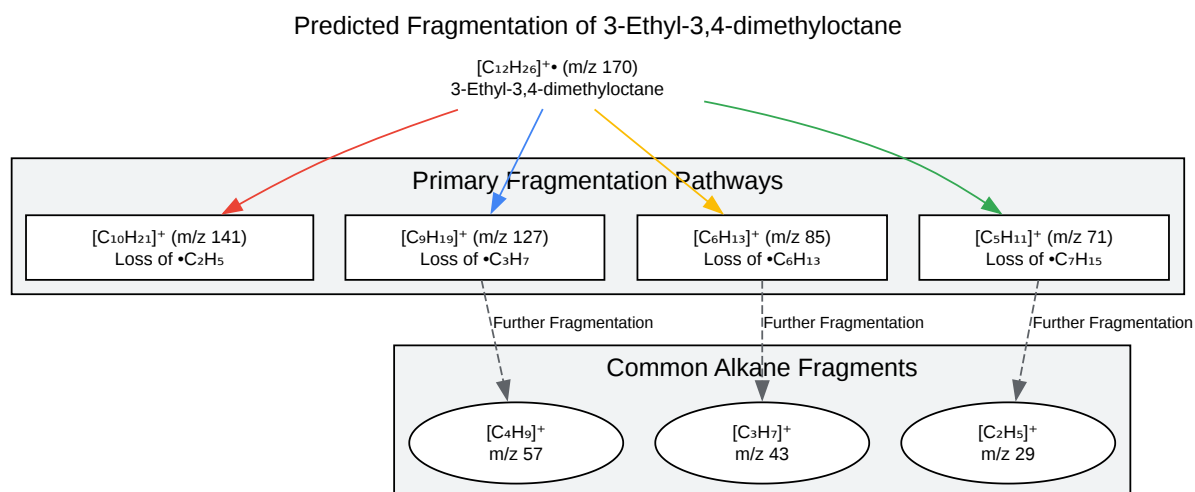 Predicted Fragmentation of 3-Ethyl-3,4-dimethyloctane
[C₁₂H₂₆]⁺• (m/z 170)
3-Ethyl-3,4-dimethyloctane
Primary Fragmentation Pathways
[C₁₀H₂₁]⁺ (m/z 141)
Loss of •C₂H₅
[C₉H₁₉]⁺ (m/z 127)
Loss of •C₃H₇
[C₆H₁₃]⁺ (m/z 85)
Loss of •C₆H₁₃
[C₅H₁₁]⁺ (m/z 71)
Loss of •C₇H₁₅
Further Fragmentation
Further Fragmentation
Further Fragmentation
Common Alkane Fragments
[C₄H₉]⁺
m/z 57
[C₃H₇]⁺
m/z 43
[C₂H₅]⁺
m/z 29